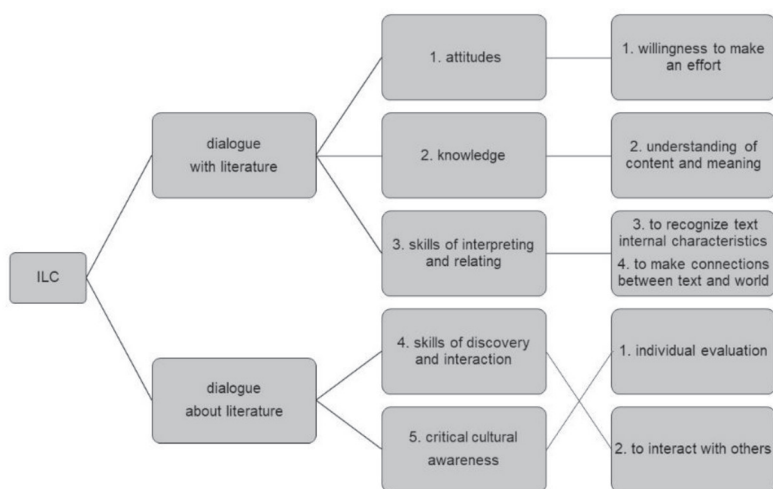 ILC
dialogue
with literature
dialogue
about literature
1. attitudes
2. knowledge
3. skills of interpreting
and relating
4. skills of discovery
and interaction
5. critical cultural
awareness
1. willingness to make
an effort
2. understanding of
content and meaning
3. to recognize text
internal characteristics
4. to make connections
between text and world
1. individual evaluation
2. to interact with others